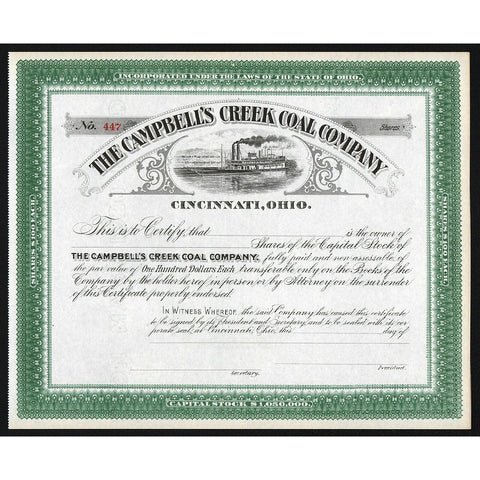 INCORPORATED UNDER THE LAWS OF THE STATE OF OHIO.
No. 447
Shares
THE CAMPBELL'S CREEK COAL COMPANY
CINCINNATI, OHIO.
This is to Certify, that is the owner of
Shares of the Capital Stock of
THE CAMPBELL'S CREEK COAL COMPANY, fully paid and non-assessable, of
the par value of One Hundred Dollars Each, transferable only on the Books of the
Company by the holder hereof in person or by Attorney on the surrender
of this Certificate properly endorsed.
IN WITNESS WHEREOF, the said Company has caused this certificate
to be signed by its President and Secretary, and to be sealed with its cor-
porate seal, at Cincinnati, Ohio, this day of
President.
Secretary.
SHARES $100 EACH.
SHARES $100 EACH.
CAPITAL STOCK $1,050,000.